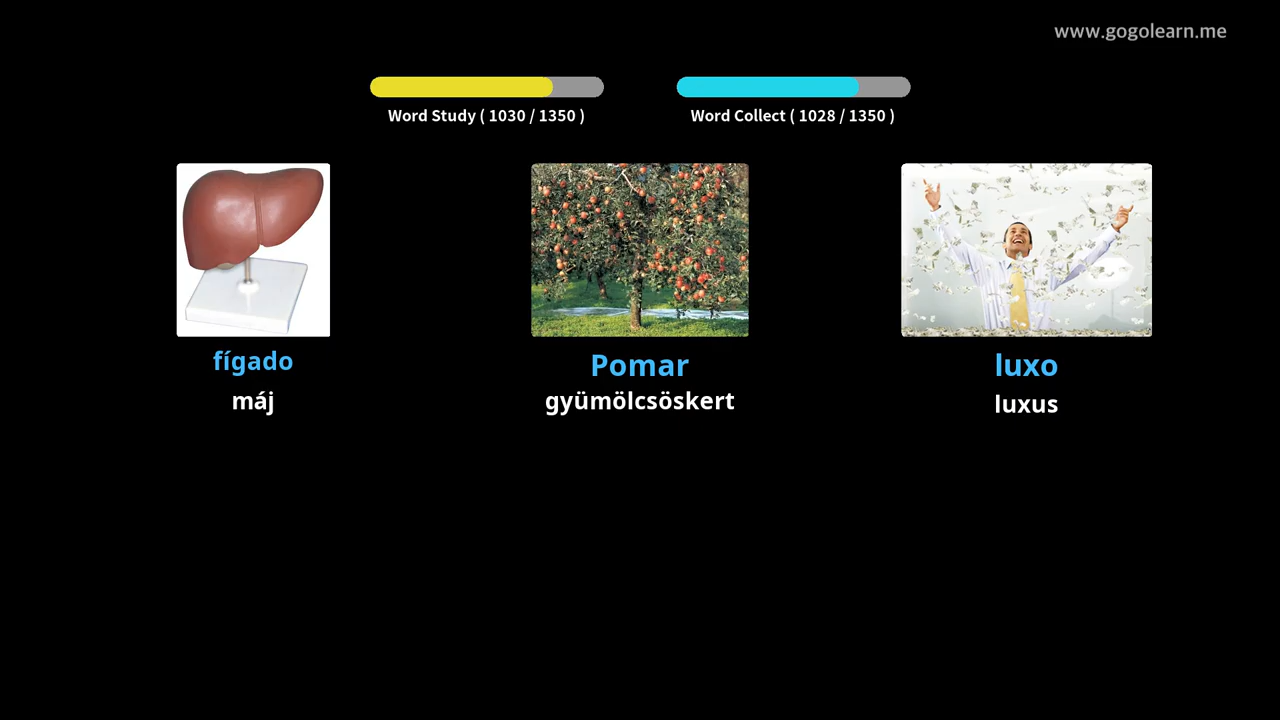 www.gogolearn.me
Word Study ( 1030 / 1350 )
Word Collect ( 1028 / 1350 )
fígado
máj
Pomar
gyümölcsöskert
luxo
luxus